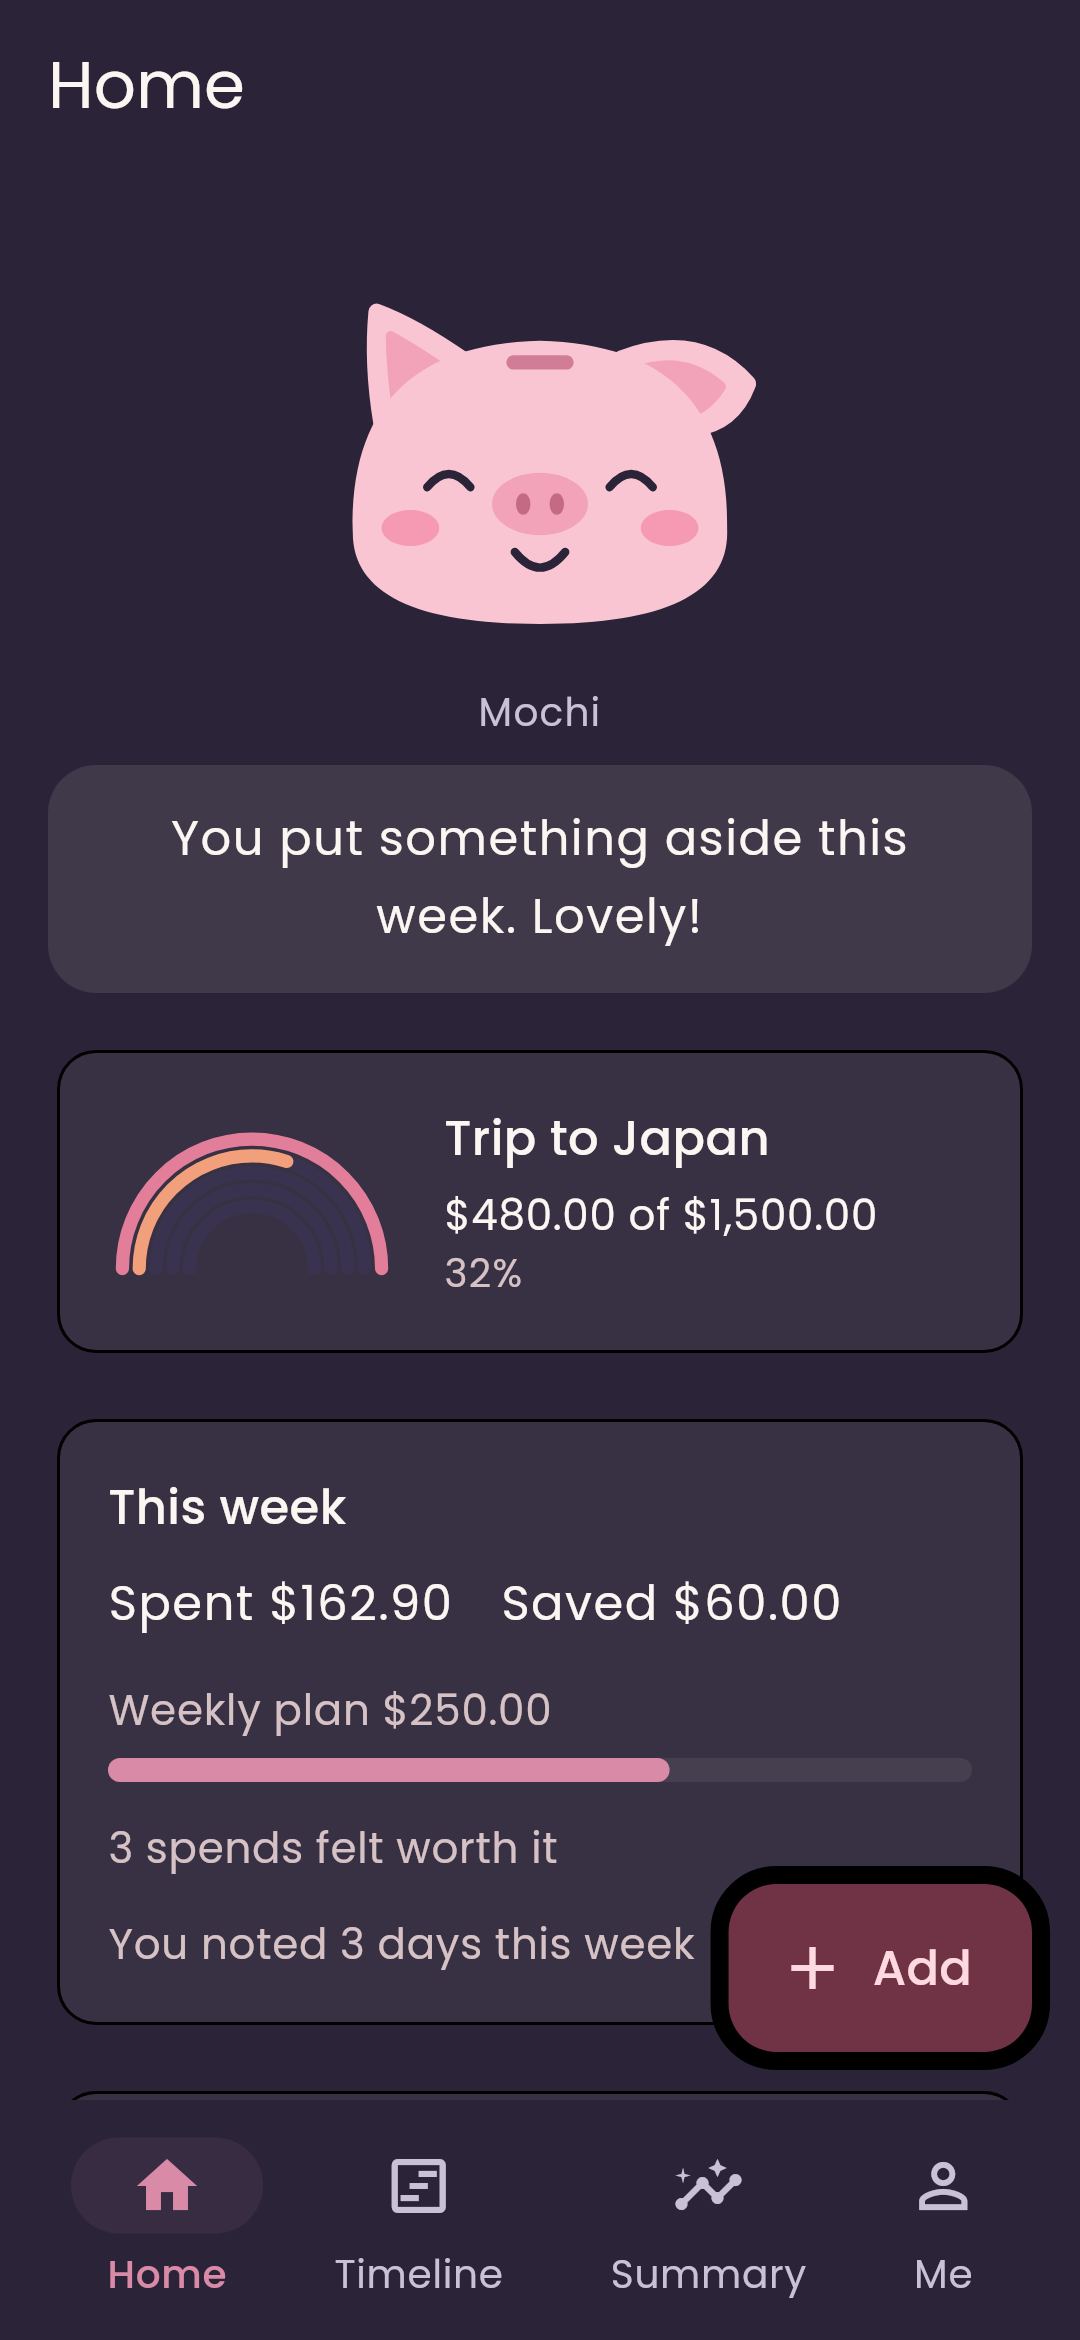 Home
Mochi
You put something aside this
week. Lovely!
Trip to Japan
$480.00 of $1,500.00
32%
This week
Spent $162.90 Saved $60.00
Weekly plan $250.00
3 spends felt worth it
You noted 3 days this week
Add
Home Timeline Summary Me